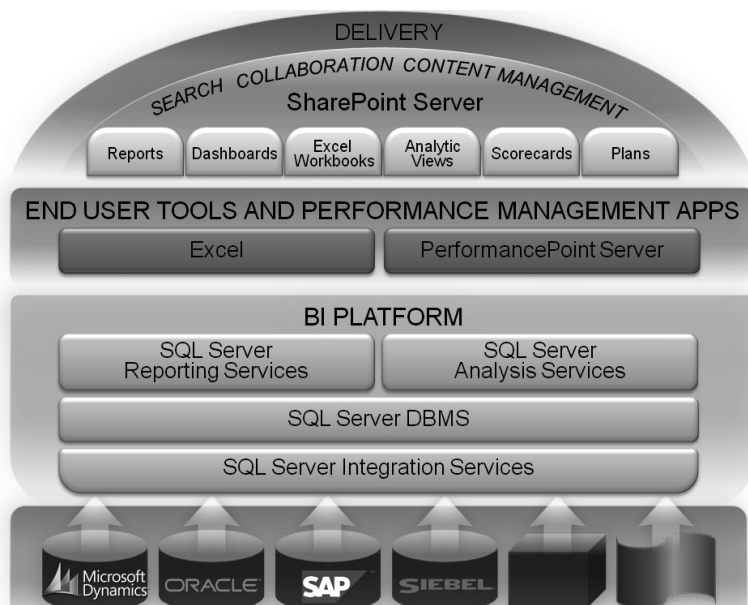 DELIVERY
SEARCH COLLABORATION CONTENT MANAGEMENT
SharePoint Server
Reports
Dashboards
Excel
Workbooks
Analytic
Views
Scorecards
Plans
END USER TOOLS AND PERFORMANCE MANAGEMENT APPS
Excel
PerformancePoint Server
BI PLATFORM
SQL Server
Reporting Services
SQL Server
Analysis Services
SQL Server DBMS
SQL Server Integration Services
Microsoft
Dynamics
ORACLE
SAP
SIEBEL